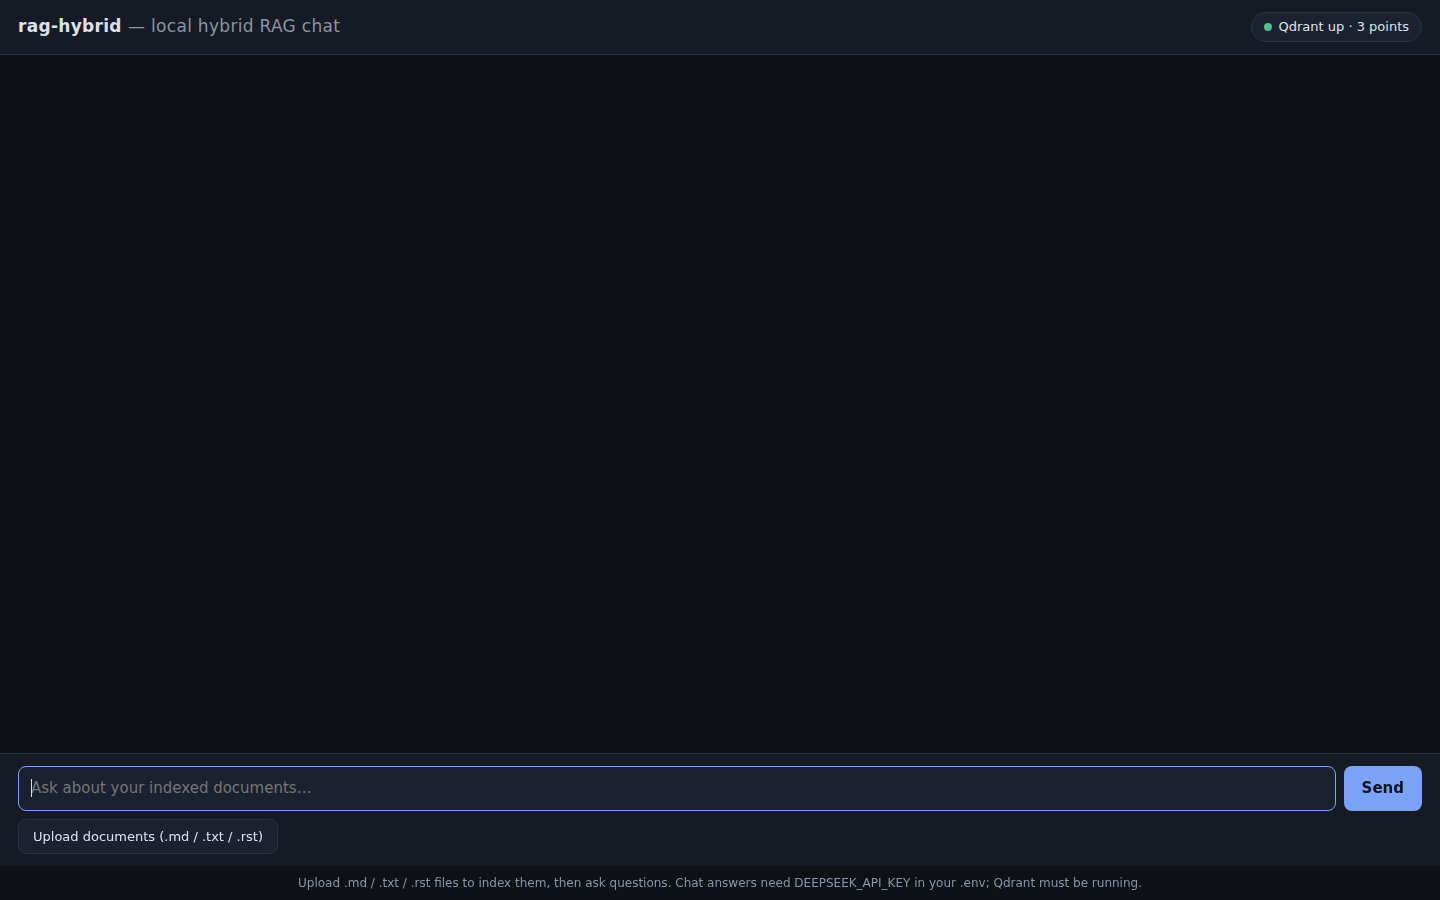 rag-hybrid — local hybrid RAG chat
Qdrant up · 3 points
Ask about your indexed documents...
Send
Upload documents (.md / .txt / .rst)
Upload .md / .txt / .rst files to index them, then ask questions. Chat answers need DEEPSEEK_API_KEY in your .env; Qdrant must be running.